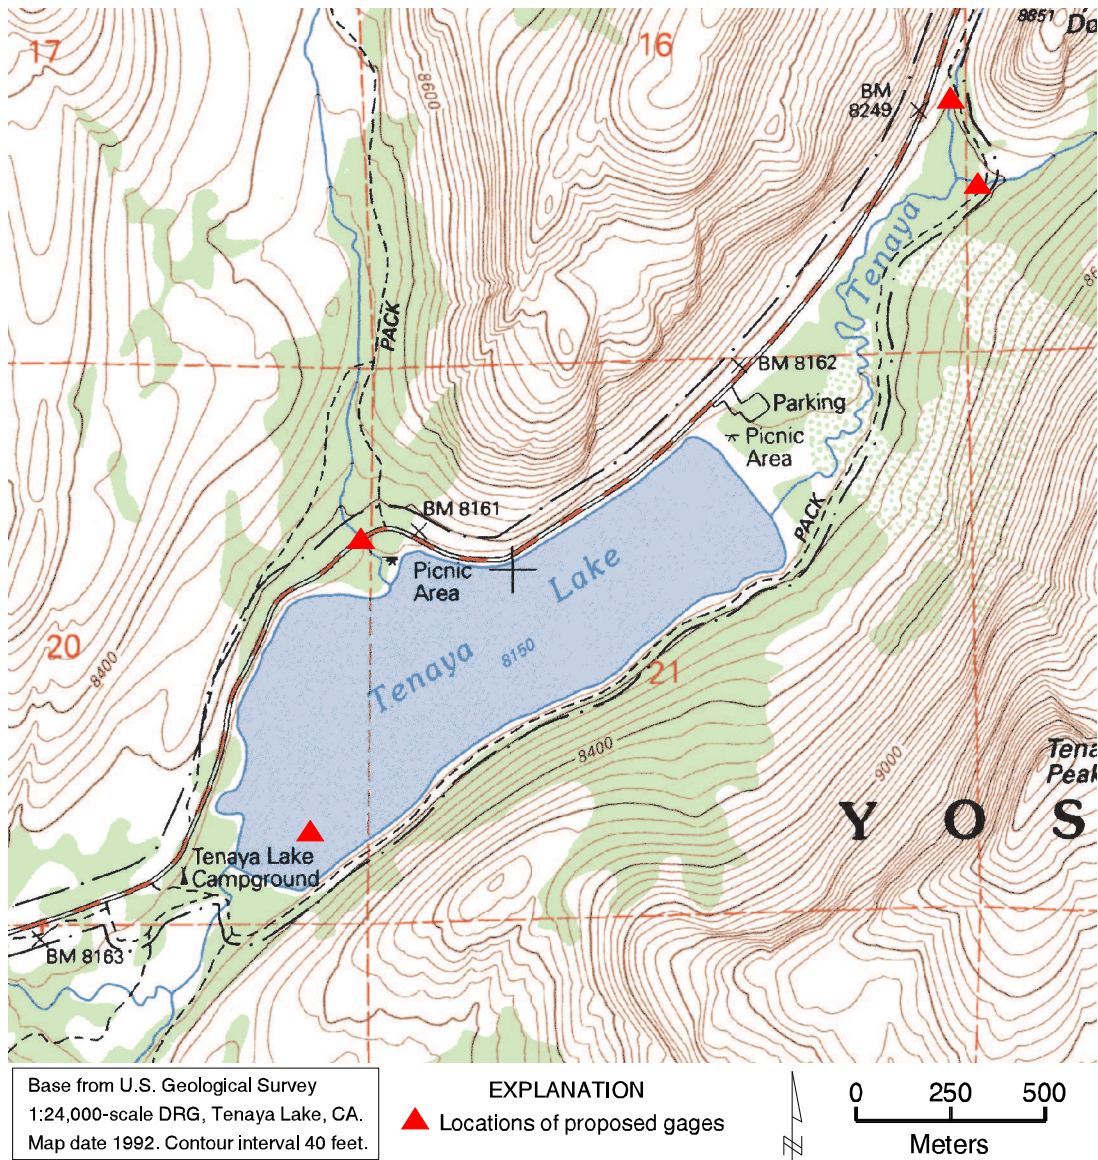 17
16
8851
Do
8600
BM
8249
Tenaya
PACK
BM 8162
Parking
Picnic
Area
BM 8161
PACK
Picnic
Area
Lake
Tenaya
8150
20
8400
21
8400
9000
Tena
Peak
Y O S
Tenaya Lake
Campground
BM 8163
Base from U.S. Geological Survey
1:24,000-scale DRG, Tenaya Lake, CA.
Map date 1992. Contour interval 40 feet.
EXPLANATION
Locations of proposed gages
N
0 250 500
Meters